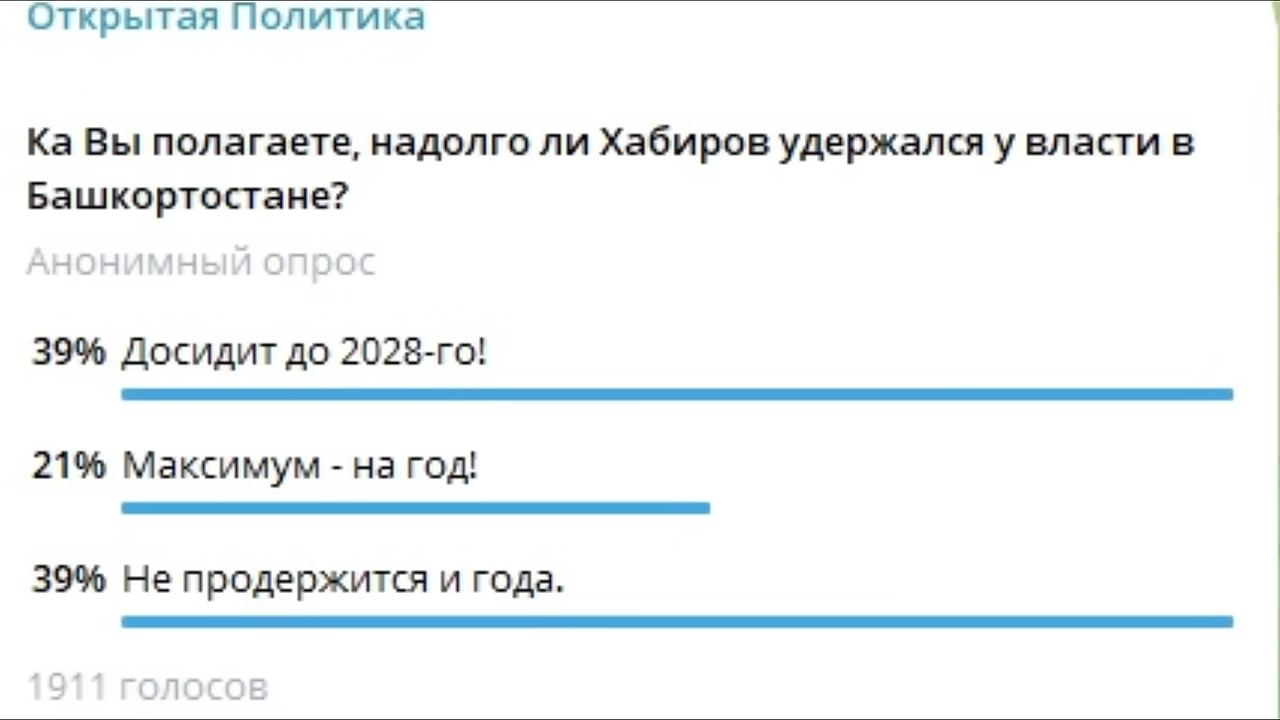 Открытая Политика
Ка Вы полагаете, надолго ли Хабиров удержался у власти в
Башкортостане?
Анонимный опрос
39% Досидит до 2028-го!
21% Максимум - на год!
39% Не продержится и года.
1911 голосов